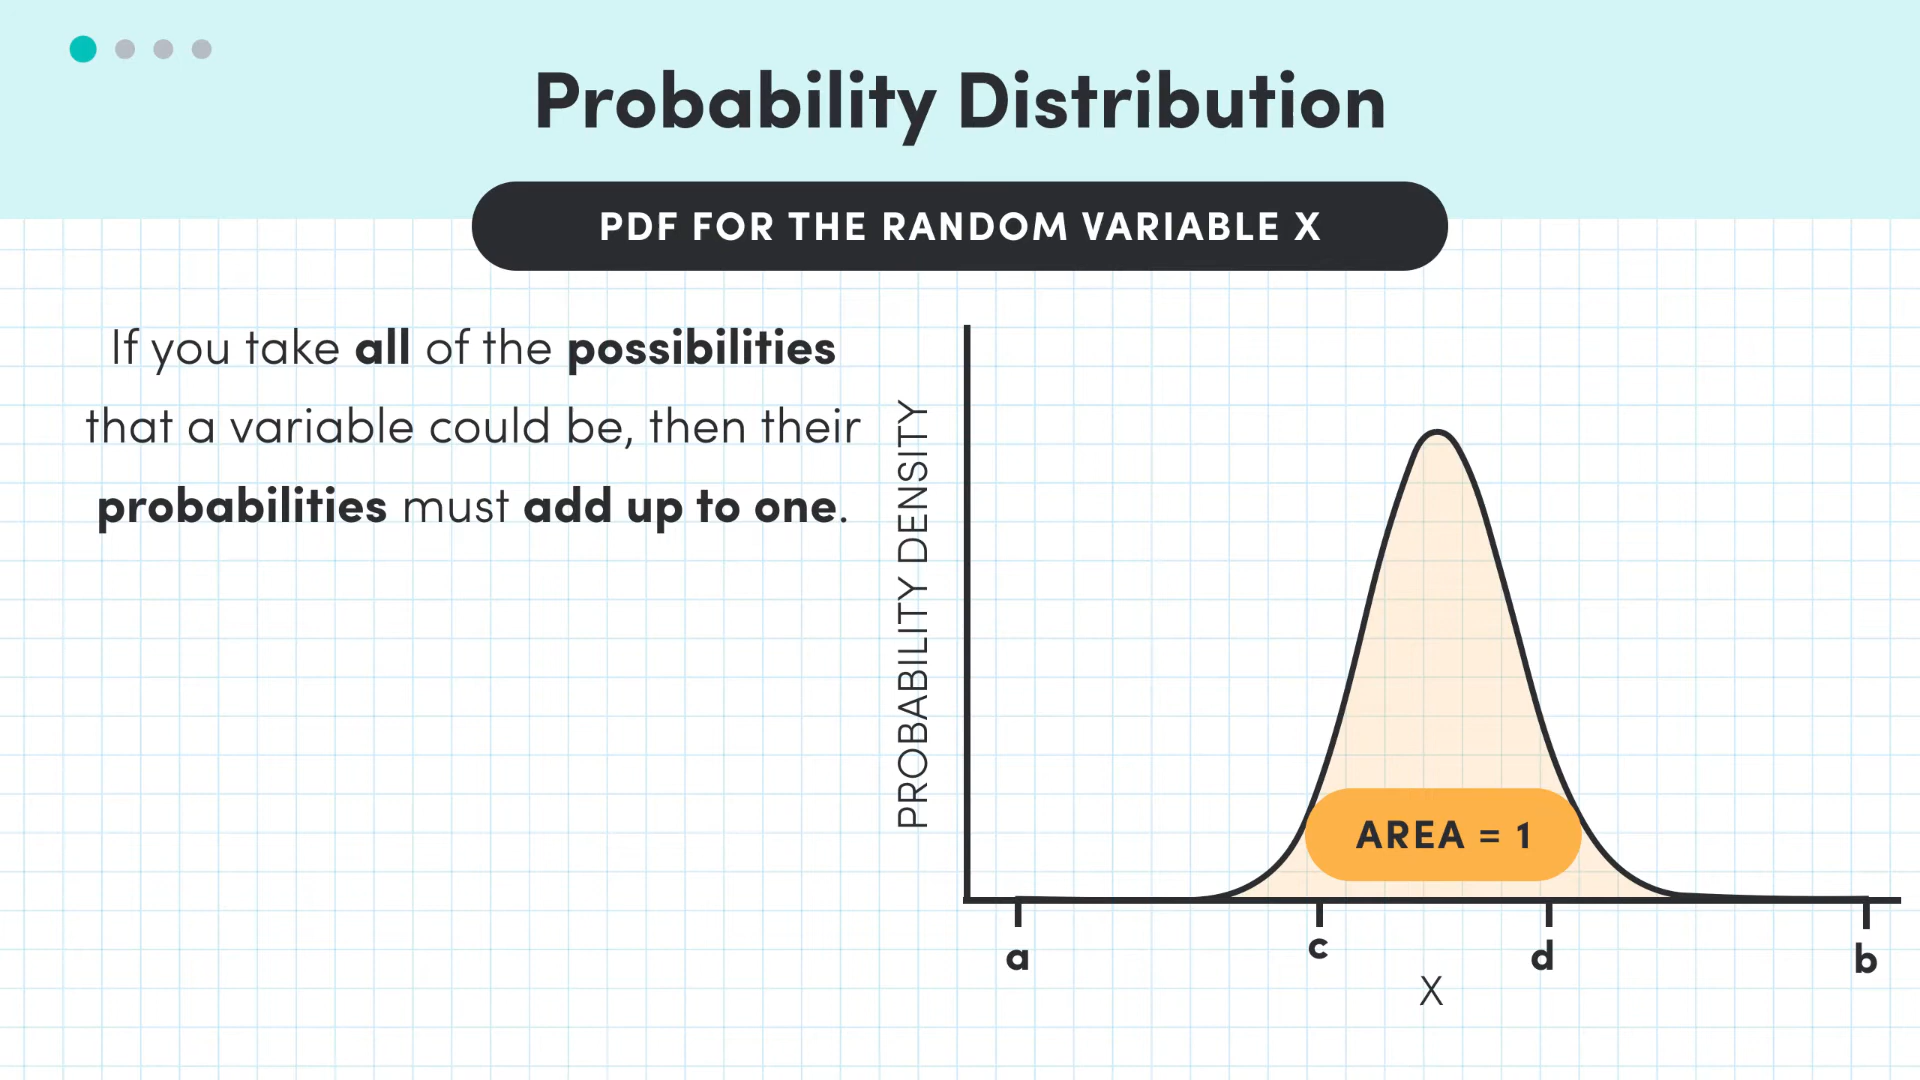 Probability Distribution
PDF FOR THE RANDOM VARIABLE X
If you take all of the possibilities
that a variable could be, then their
probabilities must add up to one.
PROBABILITY DENSITY
AREA = 1
a
c
d
b
X